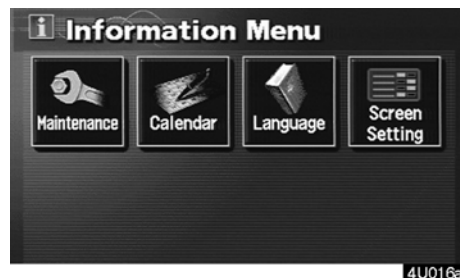 i Information Menu
Maintenance
Calendar
Language
Screen
Setting
4U016a